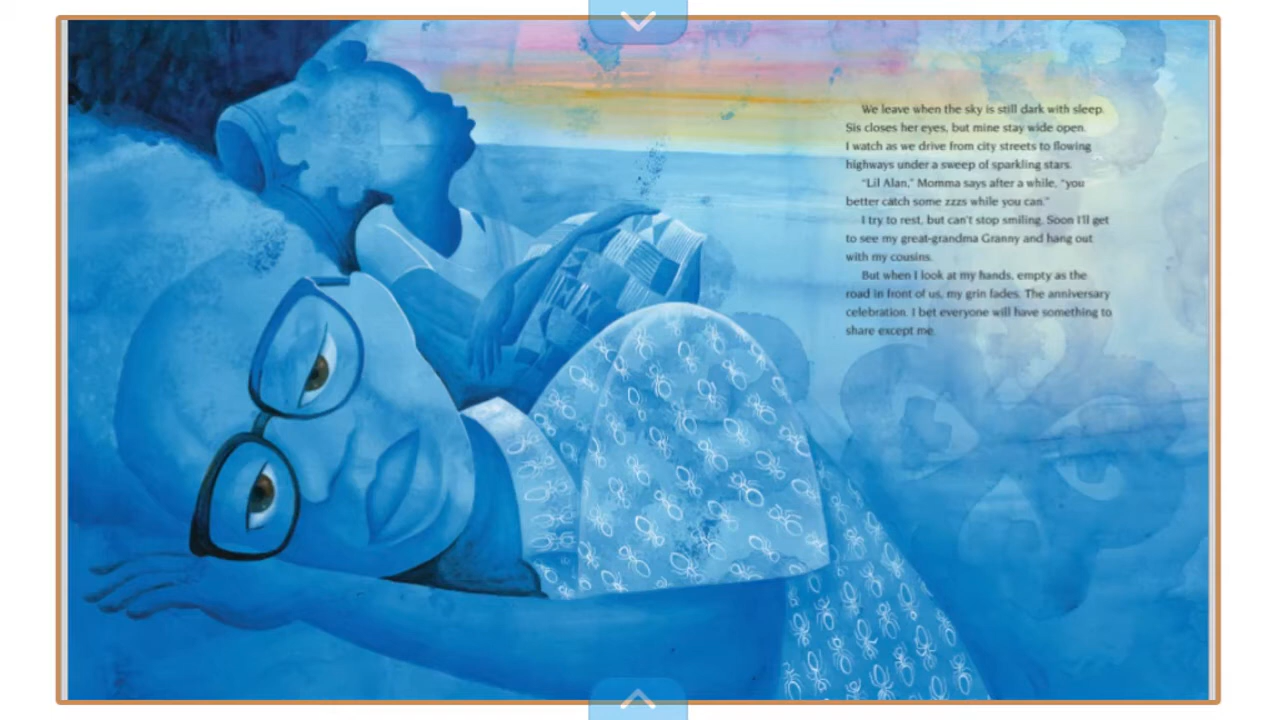 We leave when the sky is still dark with sleep.
Sis closes her eyes, but mine stay wide open.
I watch as we drive from city streets to flowing
highways under a sweep of sparkling stars.
"Lil Alan," Momma says after a while, "you
better catch some zzzs while you can."
I try to rest, but can't stop smiling. Soon I'll get
to see my great-grandma Granny and hang out
with my cousins.
But when I look at my hands, empty as the
road in front of us, my grin fades. The anniversary
celebration. I bet everyone will have something to
share except me.